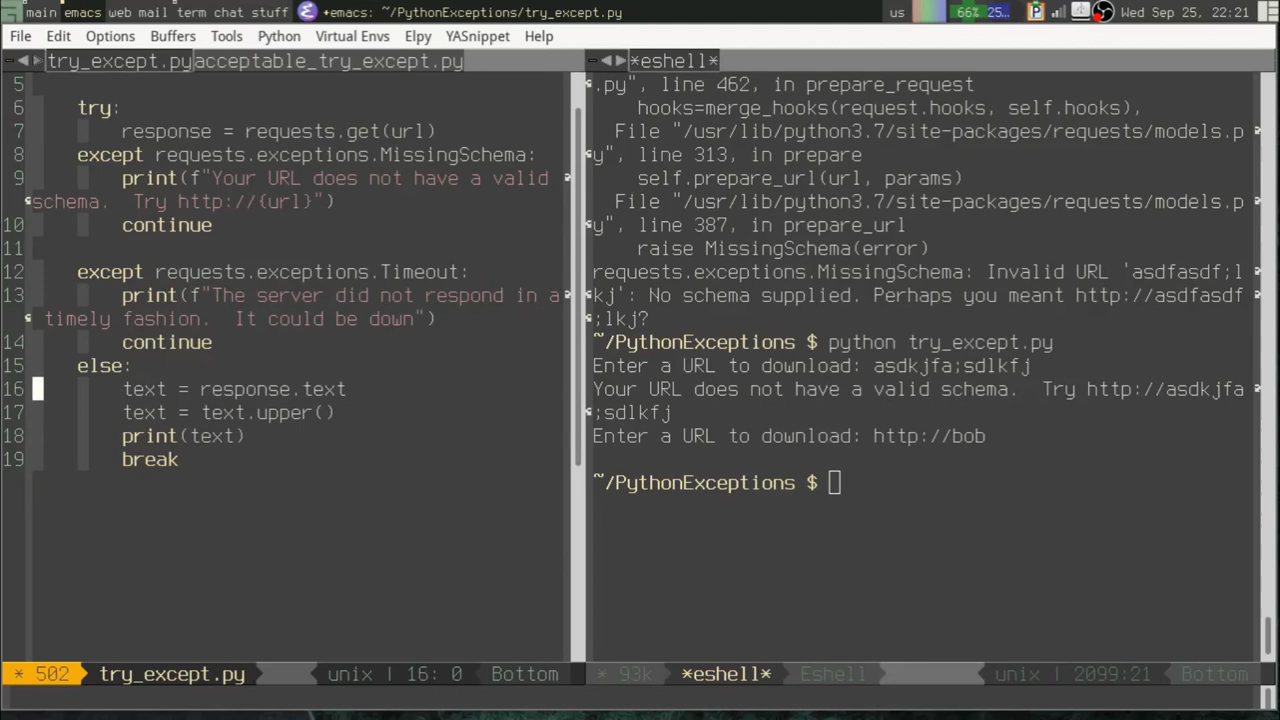 main emacs web mail term chat stuff +emacs: ~/PythonExceptions/try_except.py us 66% 25... Wed Sep 25, 22:21
File Edit Options Buffers Tools Python Virtual Envs Elpy YASnippet Help
try_except.py acceptable_try_except.py
5
6 try:
7 response = requests.get(url)
8 except requests.exceptions.MissingSchema:
9 print(f"Your URL does not have a valid
schema.  Try http://{url}")
10 continue
11
12 except requests.exceptions.Timeout:
13 print(f"The server did not respond in a
timely fashion.  It could be down")
14 continue
15 else:
16 text = response.text
17 text = text.upper()
18 print(text)
19 break
* 502 try_except.py unix | 16: 0 Bottom
*eshell*
.py", line 462, in prepare_request
hooks=merge_hooks(request.hooks, self.hooks),
File "/usr/lib/python3.7/site-packages/requests/models.p
y", line 313, in prepare
self.prepare_url(url, params)
File "/usr/lib/python3.7/site-packages/requests/models.p
y", line 387, in prepare_url
raise MissingSchema(error)
requests.exceptions.MissingSchema: Invalid URL 'asdfasdf;l
kj': No schema supplied. Perhaps you meant http://asdfasdf
;lkj?
~/PythonExceptions $ python try_except.py
Enter a URL to download: asdkjfa;sdlkfj
Your URL does not have a valid schema.  Try http://asdkjfa
;sdlkfj
Enter a URL to download: http://bob
~/PythonExceptions $
* 93k *eshell* Eshell unix | 2099:21 Bottom